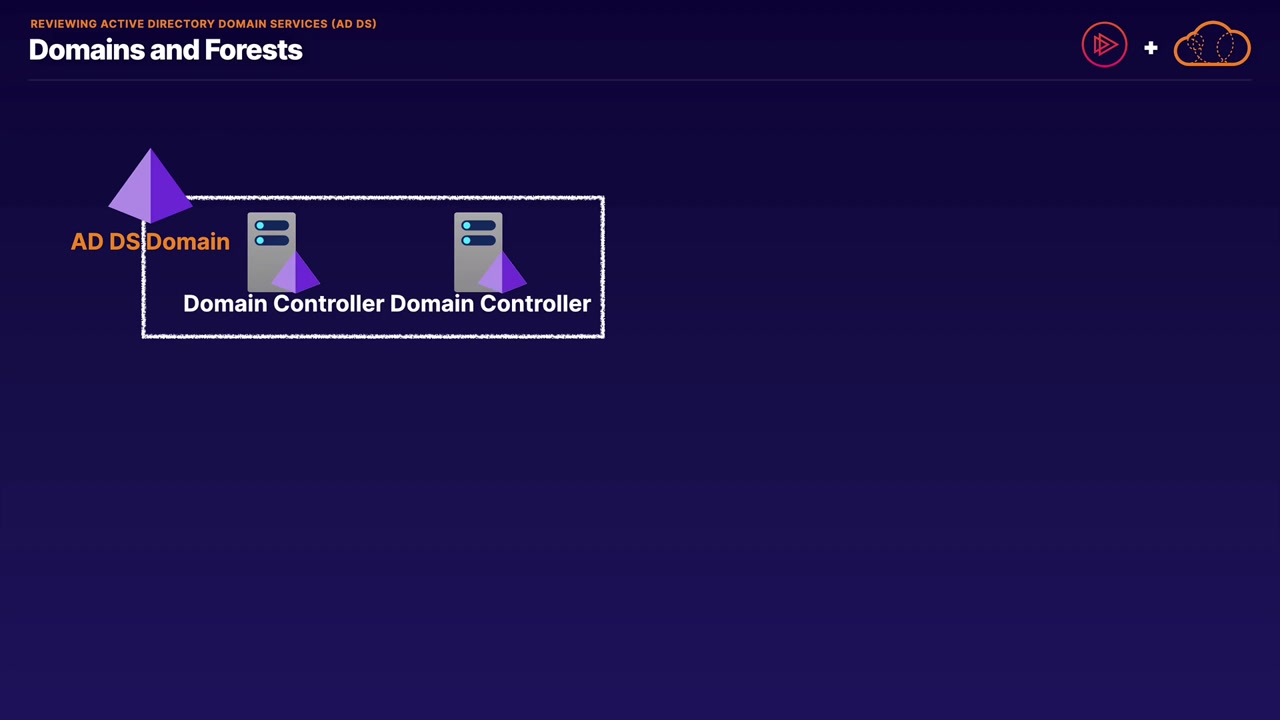 REVIEWING ACTIVE DIRECTORY DOMAIN SERVICES (AD DS)
Domains and Forests
+
AD DS Domain
Domain Controller Domain Controller